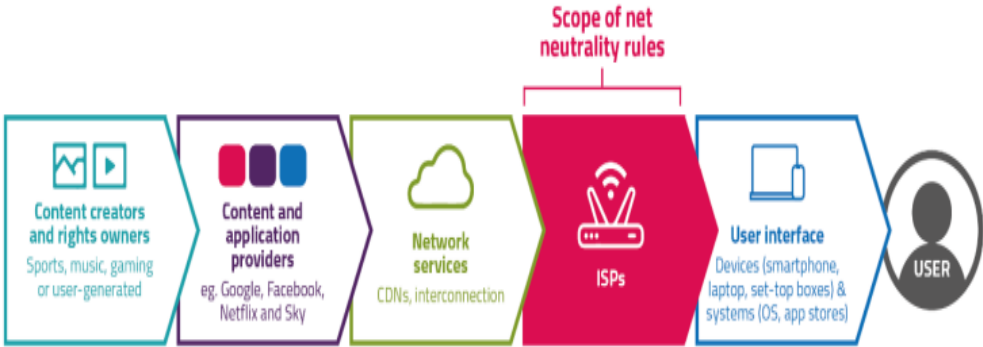 Scope of net
neutrality rules
Content creators
and rights owners
Sports, music, gaming
or user-generated
Content and
application
providers
eg. Google, Facebook,
Netflix and Sky
Network
services
CDNs, interconnection
ISPs
User interface
Devices (smartphone,
laptop, set-top boxes) &
systems (OS, app stores)
USER